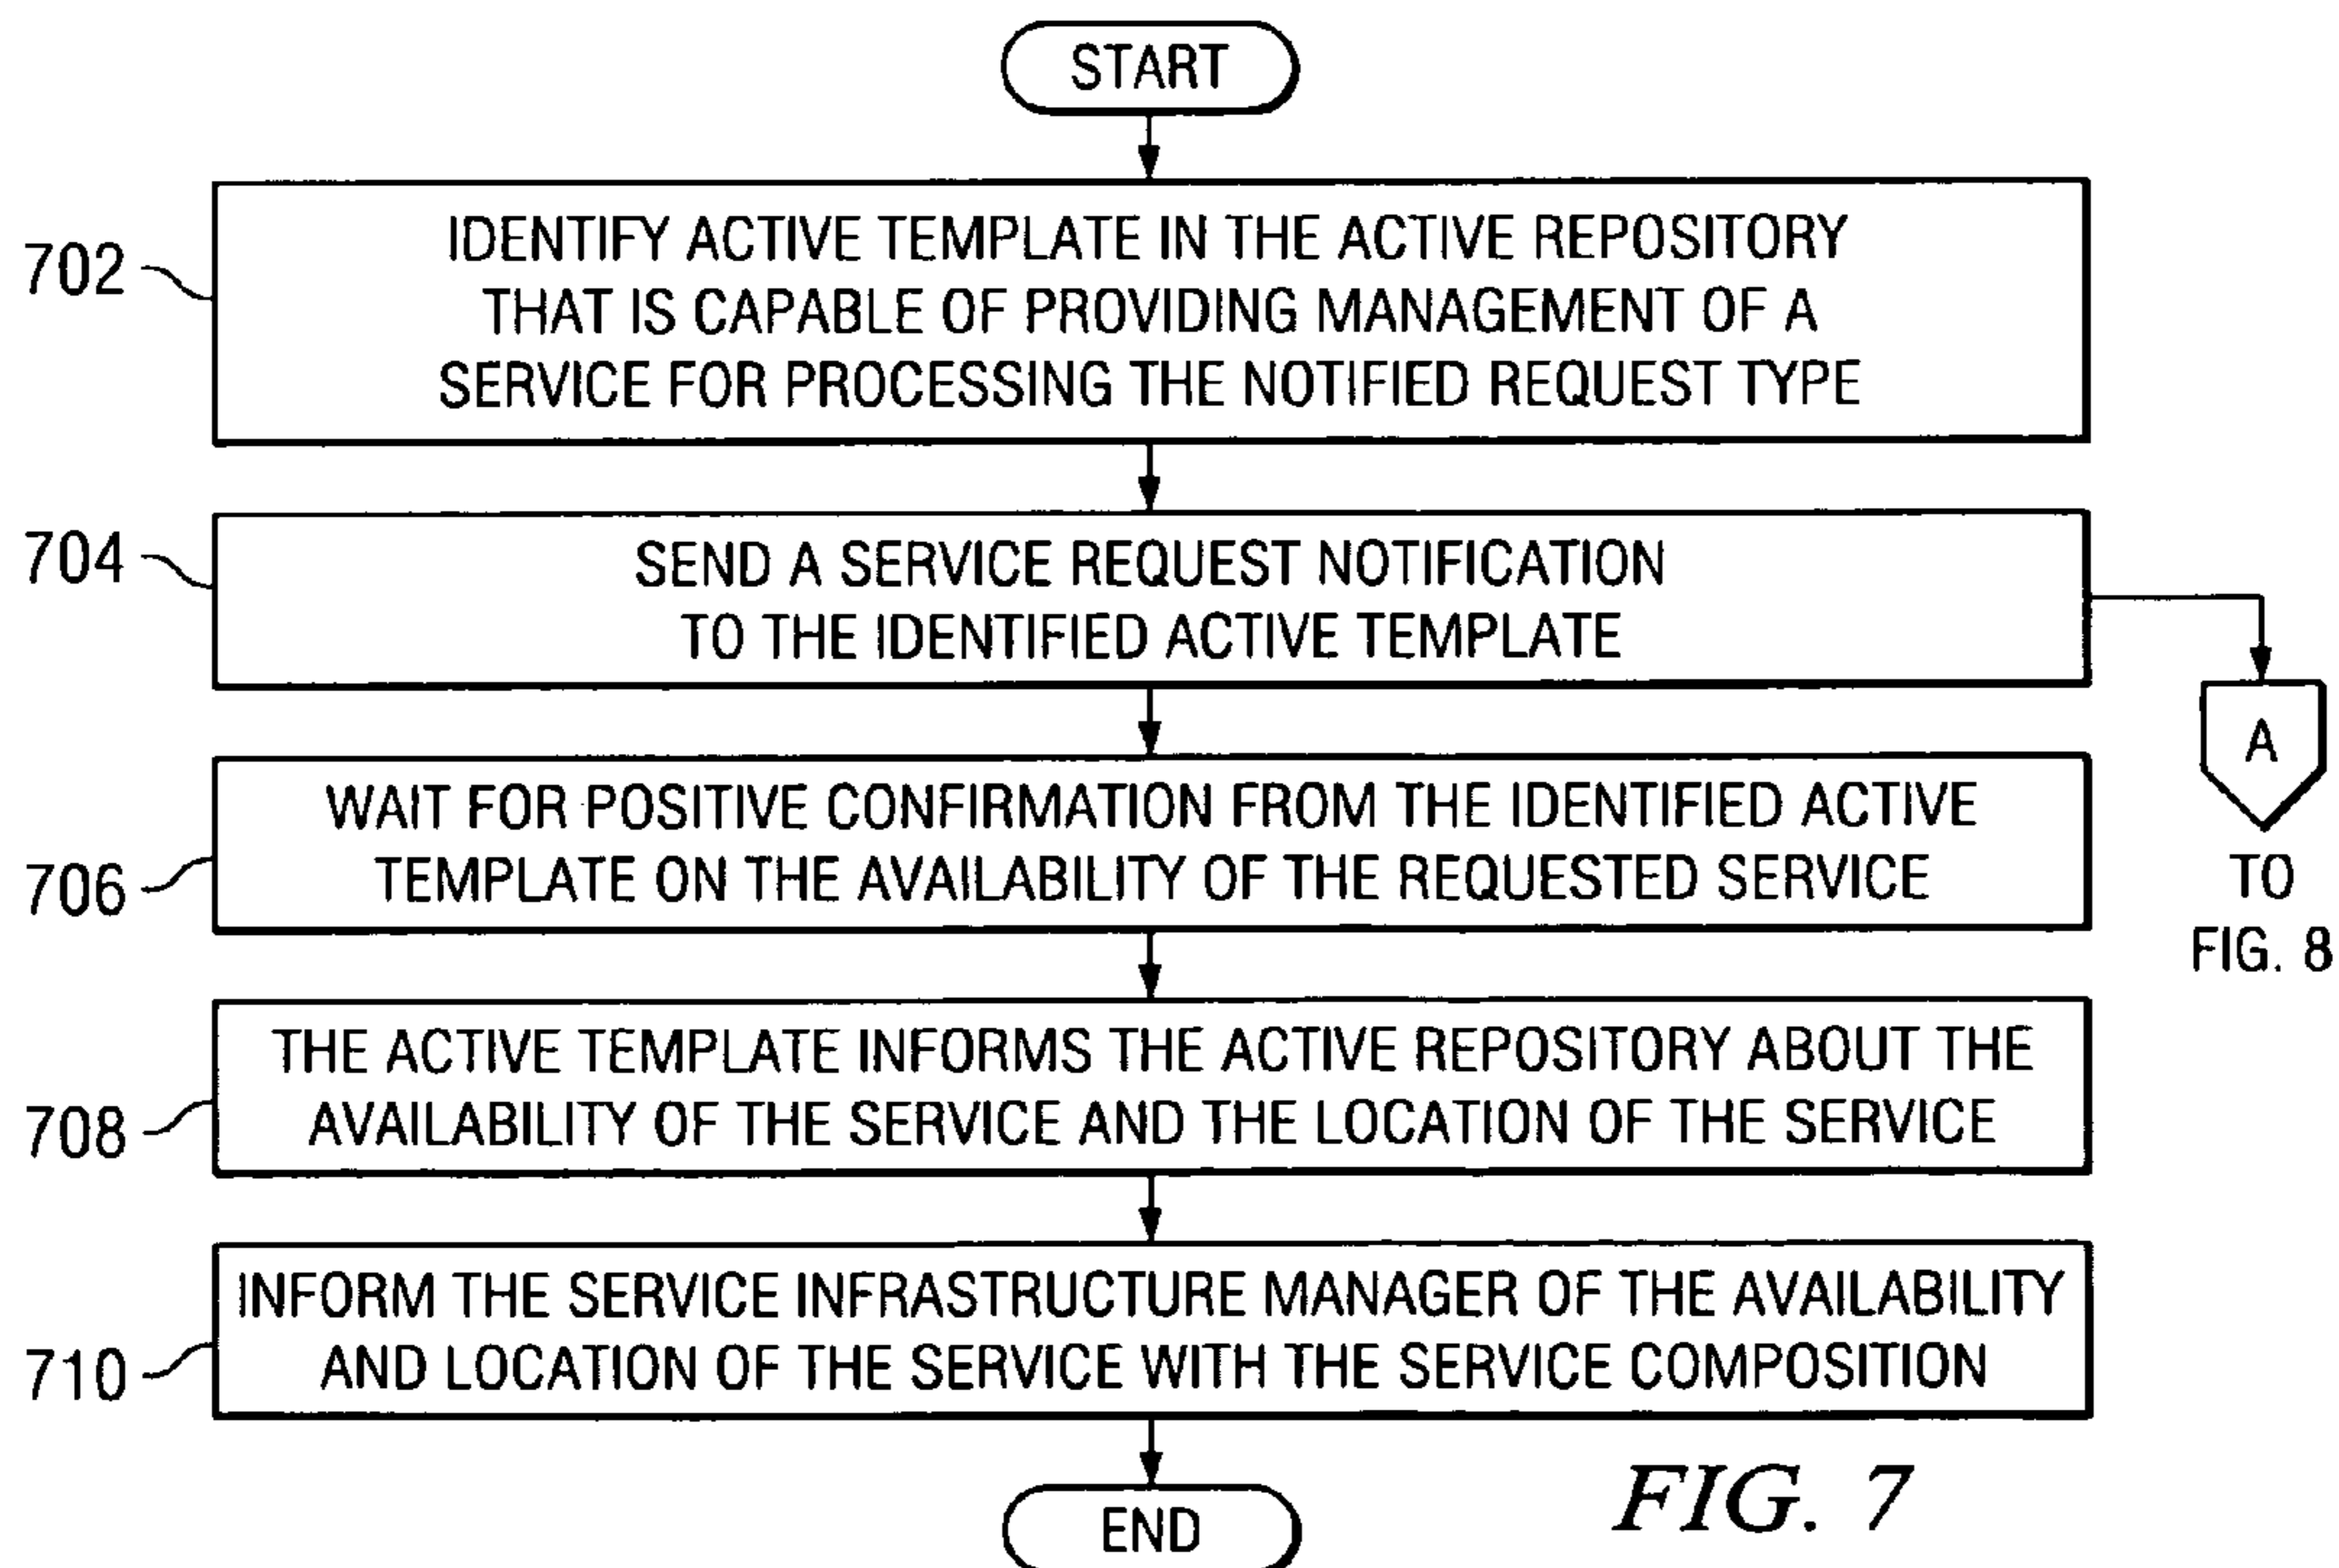 START
702
IDENTIFY ACTIVE TEMPLATE IN THE ACTIVE REPOSITORY
THAT IS CAPABLE OF PROVIDING MANAGEMENT OF A
SERVICE FOR PROCESSING THE NOTIFIED REQUEST TYPE
704
SEND A SERVICE REQUEST NOTIFICATION
TO THE IDENTIFIED ACTIVE TEMPLATE
A
TO
FIG. 8
706
WAIT FOR POSITIVE CONFIRMATION FROM THE IDENTIFIED ACTIVE
TEMPLATE ON THE AVAILABILITY OF THE REQUESTED SERVICE
708
THE ACTIVE TEMPLATE INFORMS THE ACTIVE REPOSITORY ABOUT THE
AVAILABILITY OF THE SERVICE AND THE LOCATION OF THE SERVICE
710
INFORM THE SERVICE INFRASTRUCTURE MANAGER OF THE AVAILABILITY
AND LOCATION OF THE SERVICE WITH THE SERVICE COMPOSITION
END
FIG. 7